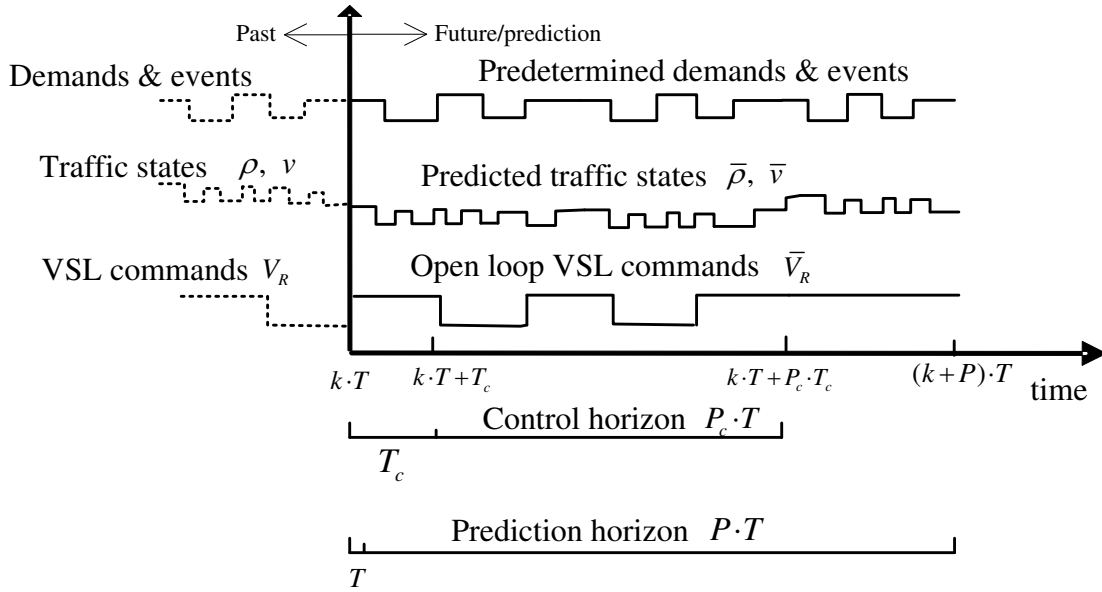 Past Future/prediction
Demands & events Predetermined demands & events
Traffic states ρ, v Predicted traffic states ρ̄, v̄
VSL commands V_R Open loop VSL commands V̄_R
k·T k·T+T_c k·T+P_c·T_c (k+P)·T
time
Control horizon P_c·T
T_c
Prediction horizon P·T
T